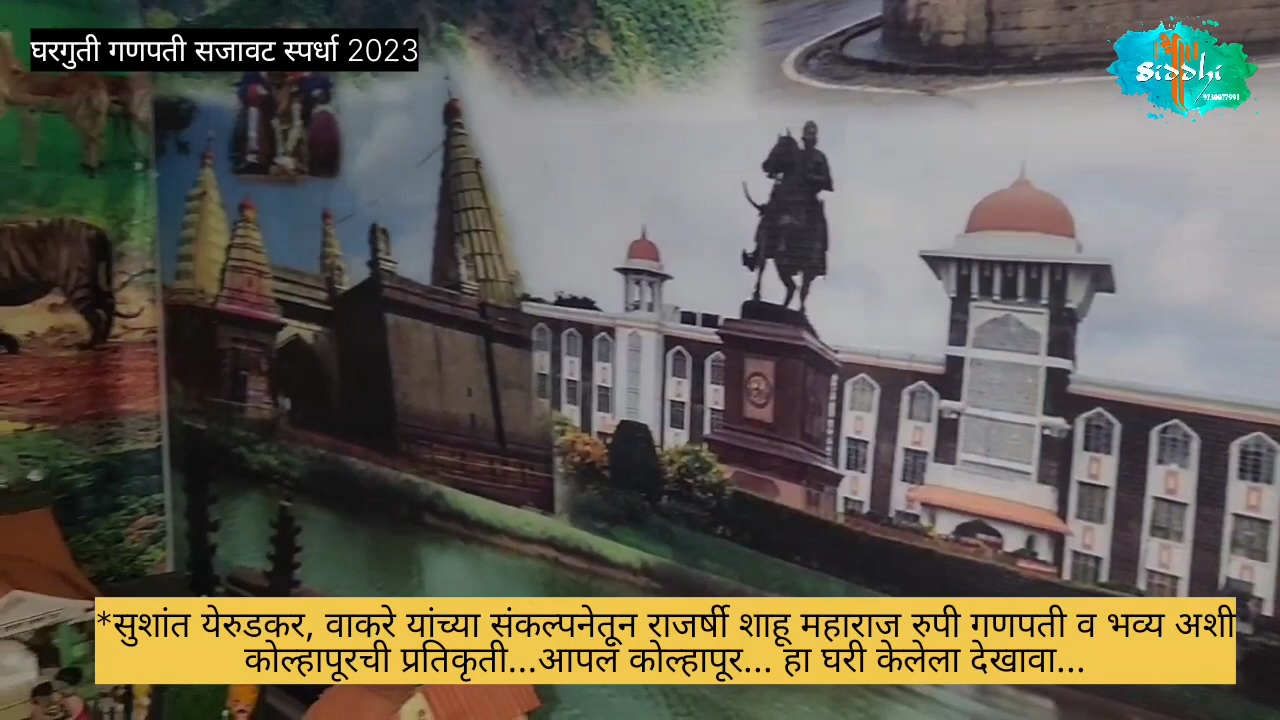 घरगुती गणपती सजावट स्पर्धा 2023
Siddhi
*सुशांत येरुडकर, वाकरे यांच्या संकल्पनेतून राजर्षी शाहू महाराज रुपी गणपती व भव्य अशी
कोल्हापूरची प्रतिकृती...आपलं कोल्हापूर... हा घरी केलेला देखावा...